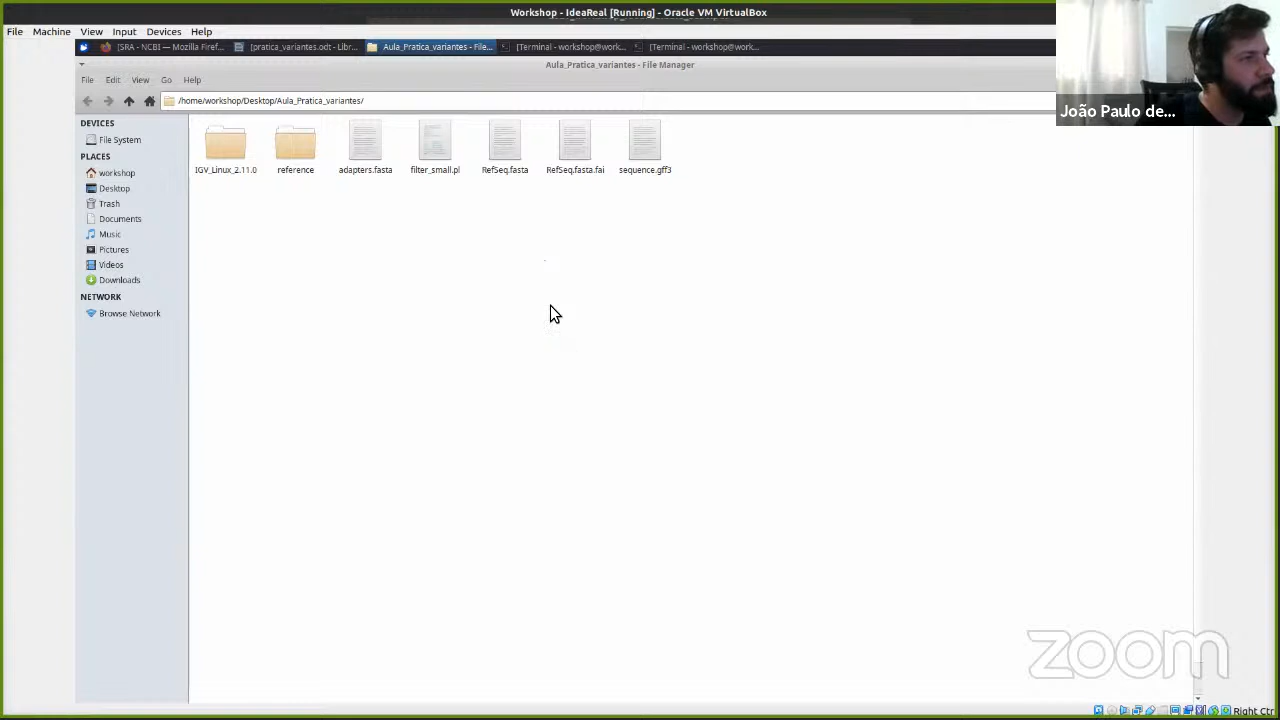 Workshop - IdeaReal [Running] - Oracle VM VirtualBox
File Machine View Input Devices Help
[SRA - NCBI — Mozilla Firef... [pratica_variantes.odt - Libr... Aula_Pratica_variantes - File... [Terminal - workshop@work... [Terminal - workshop@work...
Aula_Pratica_variantes - File Manager
File Edit View Go Help
/home/workshop/Desktop/Aula_Pratica_variantes/
João Paulo de...
DEVICES
File System
PLACES
workshop
Desktop
Trash
Documents
Music
Pictures
Videos
Downloads
NETWORK
Browse Network
IGV_Linux_2.11.0 reference adapters.fasta filter_small.pl RefSeq.fasta RefSeq.fasta.fai sequence.gff3
zoom
Right Ctr